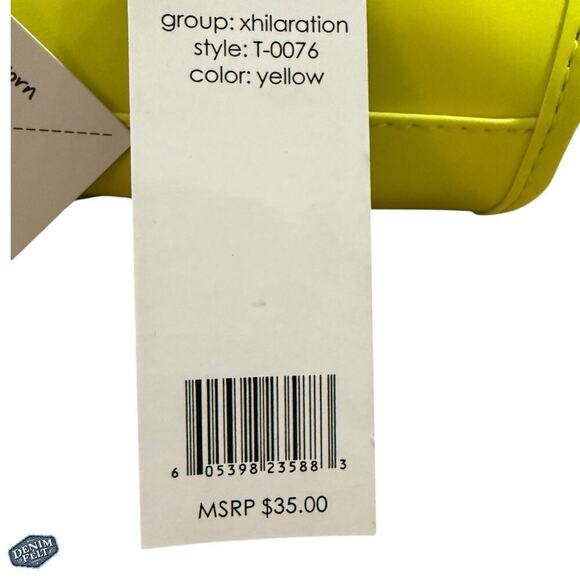 group: xhilaration
style: T-0076
color: yellow
6 05398 23588 3
MSRP $35.00
DENIM
FELT